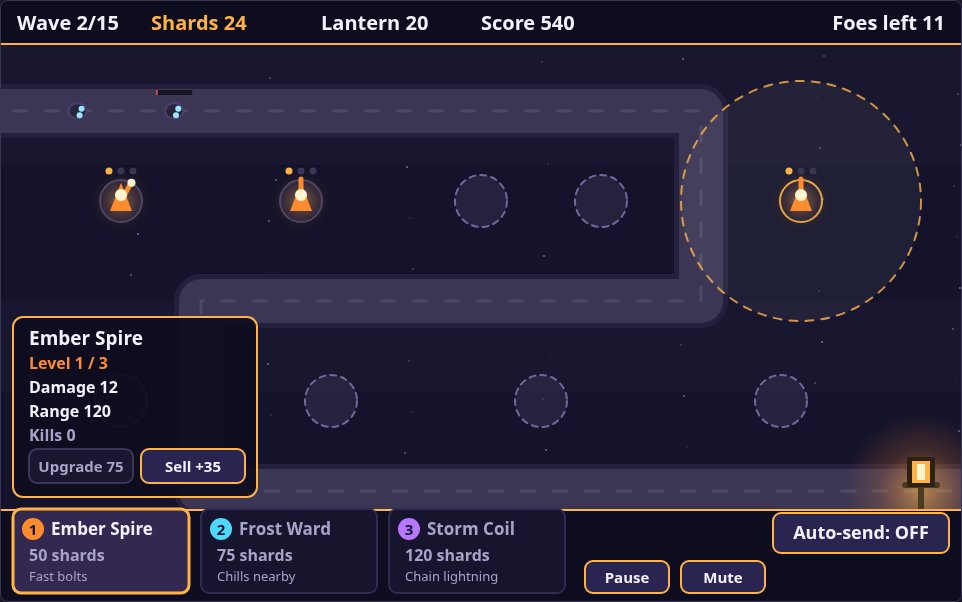 Wave 2/15 Shards 24 Lantern 20 Score 540 Foes left 11
Ember Spire
Level 1 / 3
Damage 12
Range 120
Kills 0
Upgrade 75 Sell +35
1 Ember Spire
50 shards
Fast bolts
2 Frost Ward
75 shards
Chills nearby
3 Storm Coil
120 shards
Chain lightning
Pause Mute
Auto-send: OFF